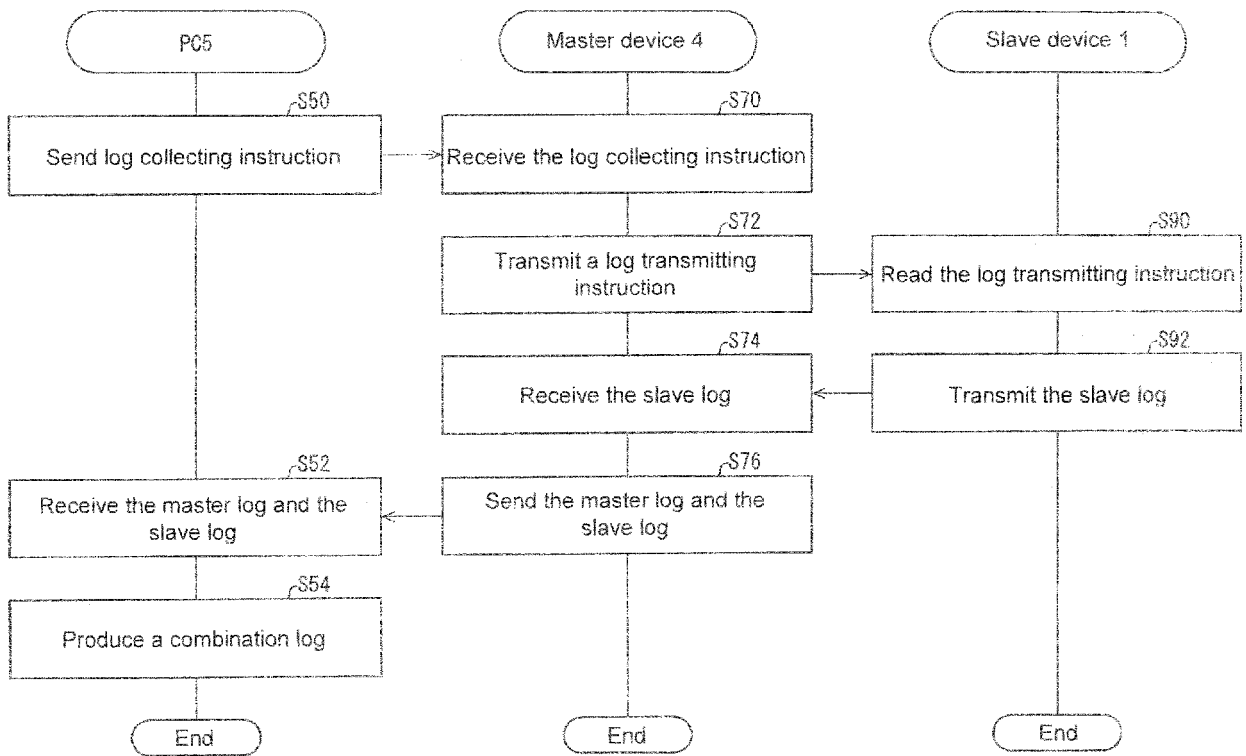 PC5
Master device 4
Slave device 1
S50
Send log collecting instruction
S70
Receive the log collecting instruction
S72
Transmit a log transmitting
instruction
S90
Read the log transmitting instruction
S74
Receive the slave log
S92
Transmit the slave log
S52
Receive the master log and the
slave log
S76
Send the master log and the
slave log
S54
Produce a combination log
End
End
End